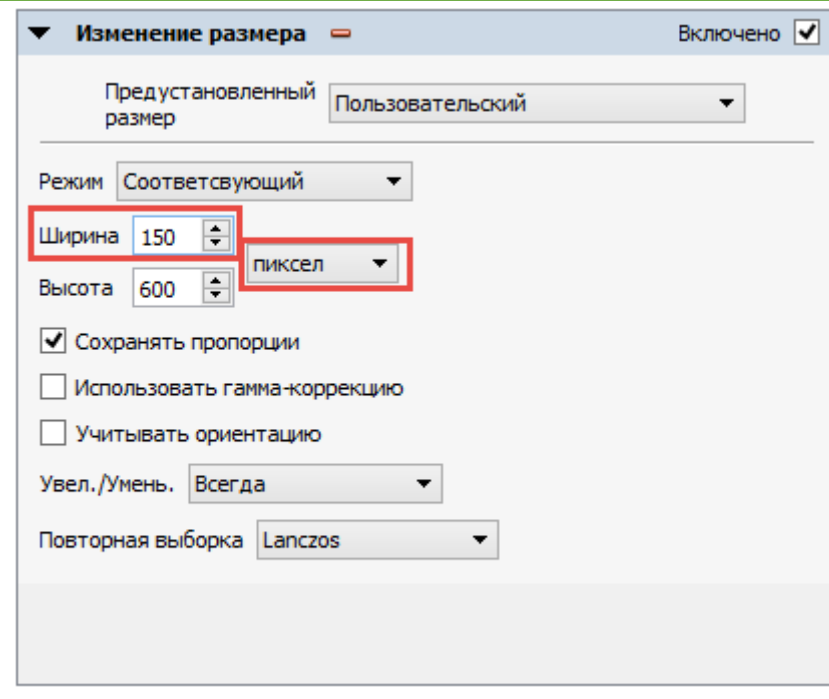 Изменение размера Включено
Предустановленный
размер Пользовательский
Режим Соответсвующий
Ширина 150
пиксел
Высота 600
Сохранять пропорции
Использовать гамма-коррекцию
Учитывать ориентацию
Увел./Умень. Всегда
Повторная выборка Lanczos